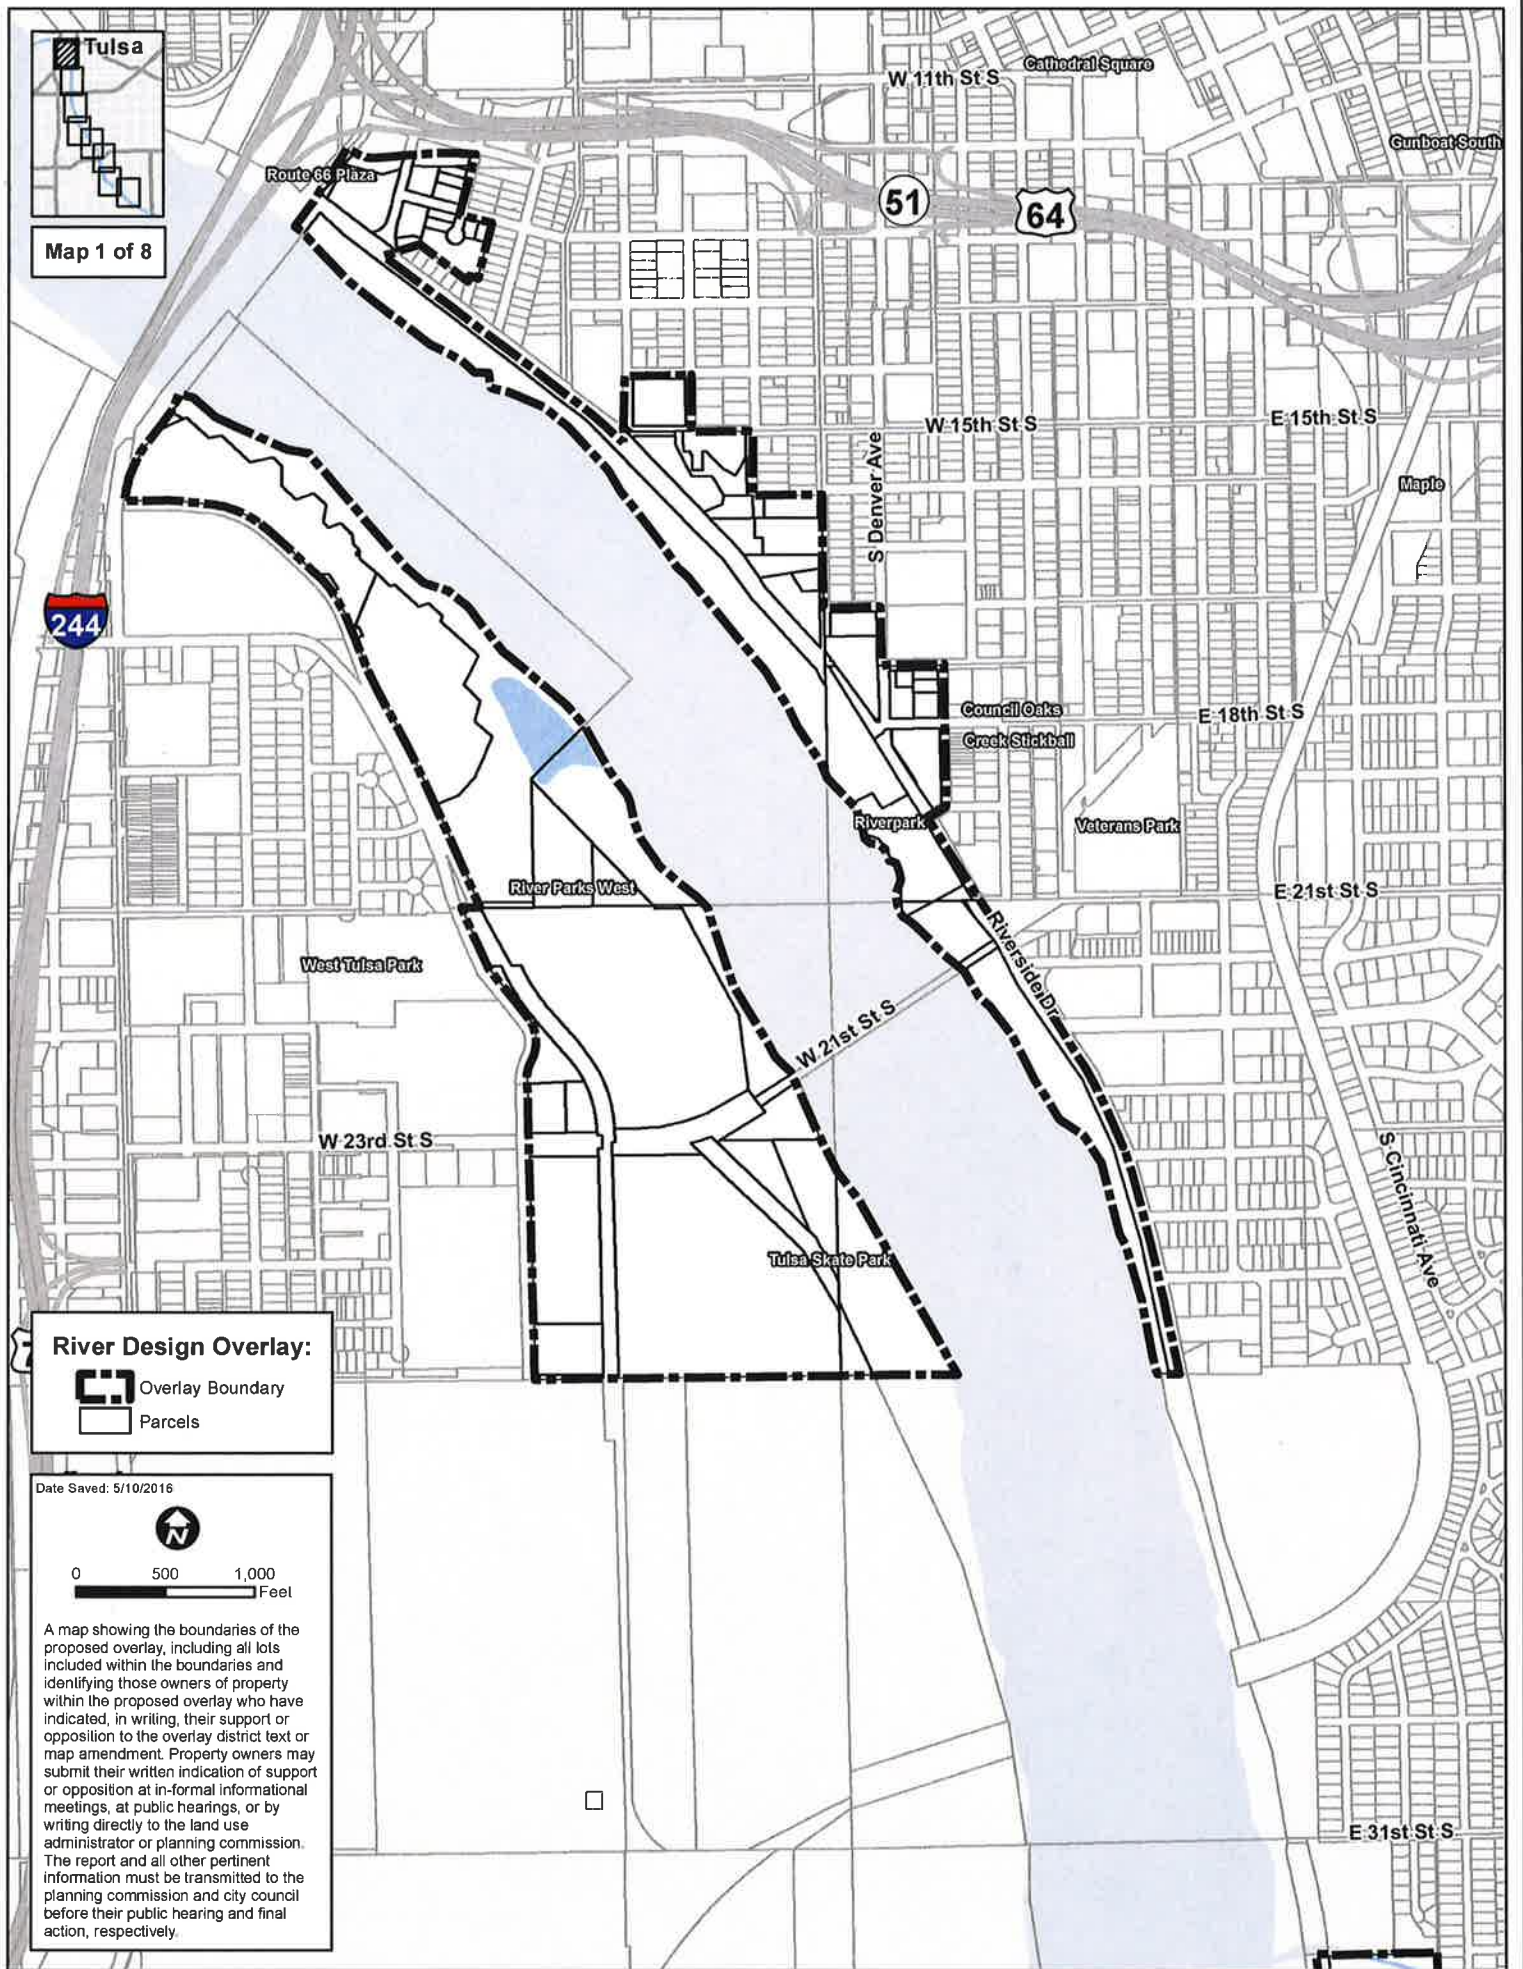 Tulsa
Map 1 of 8
W 11th St S
Cathedral Square
Gunboat South
Route 66 Plaza
51
64
W 15th St S
E 15th St S
S Denver Ave
Maple
244
Council Oaks
E 18th St S
Creek Stickball
Riverpark
Veterans Park
River Parks West
E 21st St S
Riverside Dr
West Tulsa Park
W 21st St S
W 23rd St S
S Cincinnati Ave
Tulsa Skate Park
7
River Design Overlay:
Overlay Boundary
Parcels
Date Saved: 5/10/2016
N
0 500 1,000
Feet
A map showing the boundaries of the
proposed overlay, including all lots
included within the boundaries and
identifying those owners of property
within the proposed overlay who have
indicated, in writing, their support or
opposition to the overlay district text or
map amendment. Property owners may
submit their written indication of support
or opposition at in-formal informational
meetings, at public hearings, or by
writing directly to the land use
administrator or planning commission.
The report and all other pertinent
information must be transmitted to the
planning commission and city council
before their public hearing and final
action, respectively.
E 31st St S